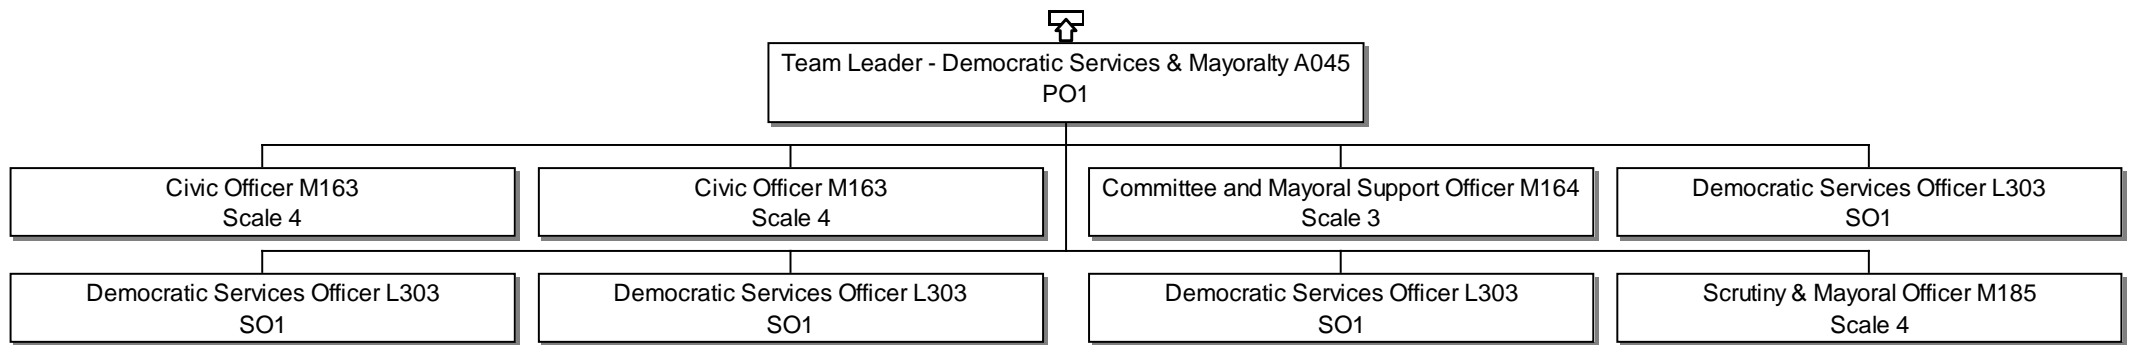 Team Leader - Democratic Services & Mayoralty A045
PO1
Civic Officer M163
Scale 4
Civic Officer M163
Scale 4
Committee and Mayoral Support Officer M164
Scale 3
Democratic Services Officer L303
SO1
Democratic Services Officer L303
SO1
Democratic Services Officer L303
SO1
Democratic Services Officer L303
SO1
Scrutiny & Mayoral Officer M185
Scale 4